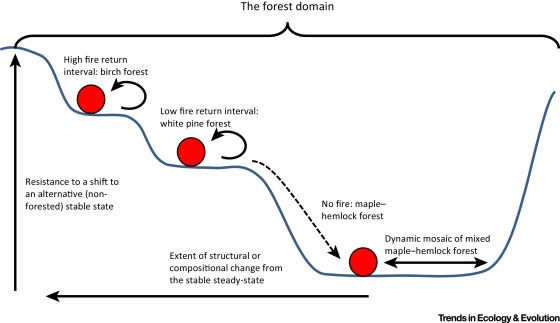 The forest domain
High fire return
interval: birch forest
Low fire return interval:
white pine forest
Resistance to a shift to
an alternative (non-
forested) stable state
No fire: maple–
hemlock forest
Dynamic mosaic of mixed
maple–hemlock forest
Extent of structural or
compositional change from
the stable steady-state
Trends in Ecology & Evolution